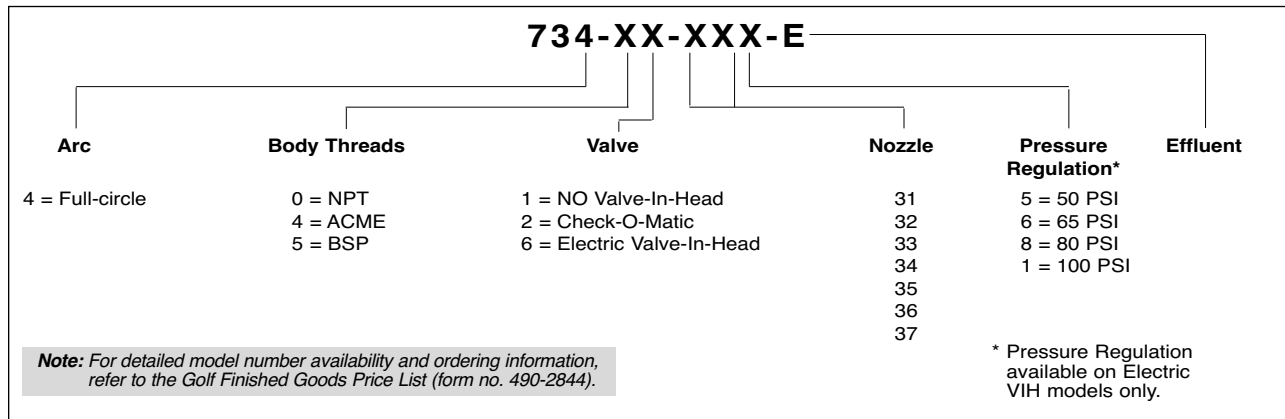 734-XX-XXX-E
Arc
Body Threads
Valve
Nozzle
Pressure
Regulation*
Effluent
4 = Full-circle
0 = NPT
4 = ACME
5 = BSP
1 = NO Valve-In-Head
2 = Check-O-Matic
6 = Electric Valve-In-Head
31
32
33
34
35
36
37
5 = 50 PSI
6 = 65 PSI
8 = 80 PSI
1 = 100 PSI
* Pressure Regulation
available on Electric
VIH models only.
Note: For detailed model number availability and ordering information,
refer to the Golf Finished Goods Price List (form no. 490-2844).